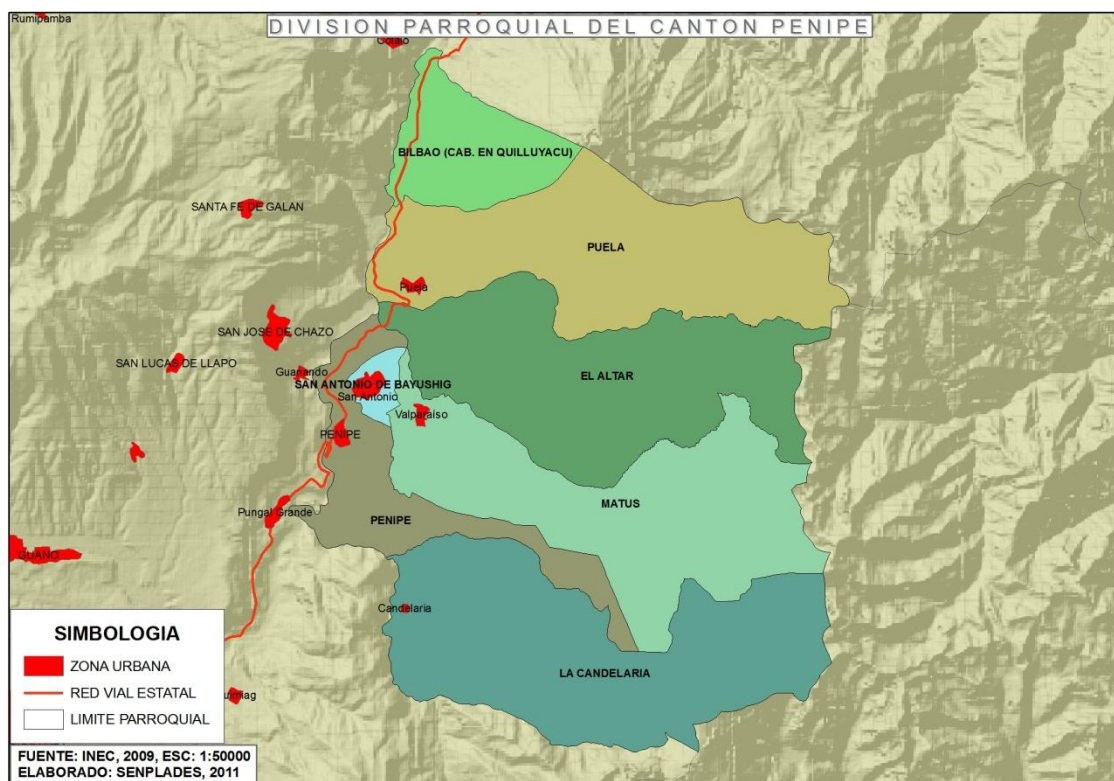 DIVISION PARROQUIAL DEL CANTON PENIPE
Rumipamba
BILBAO (CAB. EN QUILLUYACU)
SANTA FE DE GALAN
PUELA
Puela
SAN JOSE DE CHAZO
SAN LUCAS DE LLAPO
Guanando
EL ALTAR
SAN ANTONIO DE BAYUSHIG
San Antonio
Valparaiso
PENIPE
MATUS
Pungal Grande
PENIPE
GUANO
Candelaria
LA CANDELARIA
SIMBOLOGIA
ZONA URBANA
RED VIAL ESTATAL
LIMITE PARROQUIAL
FUENTE: INEC, 2009, ESC: 1:50000
ELABORADO: SENPLADES, 2011